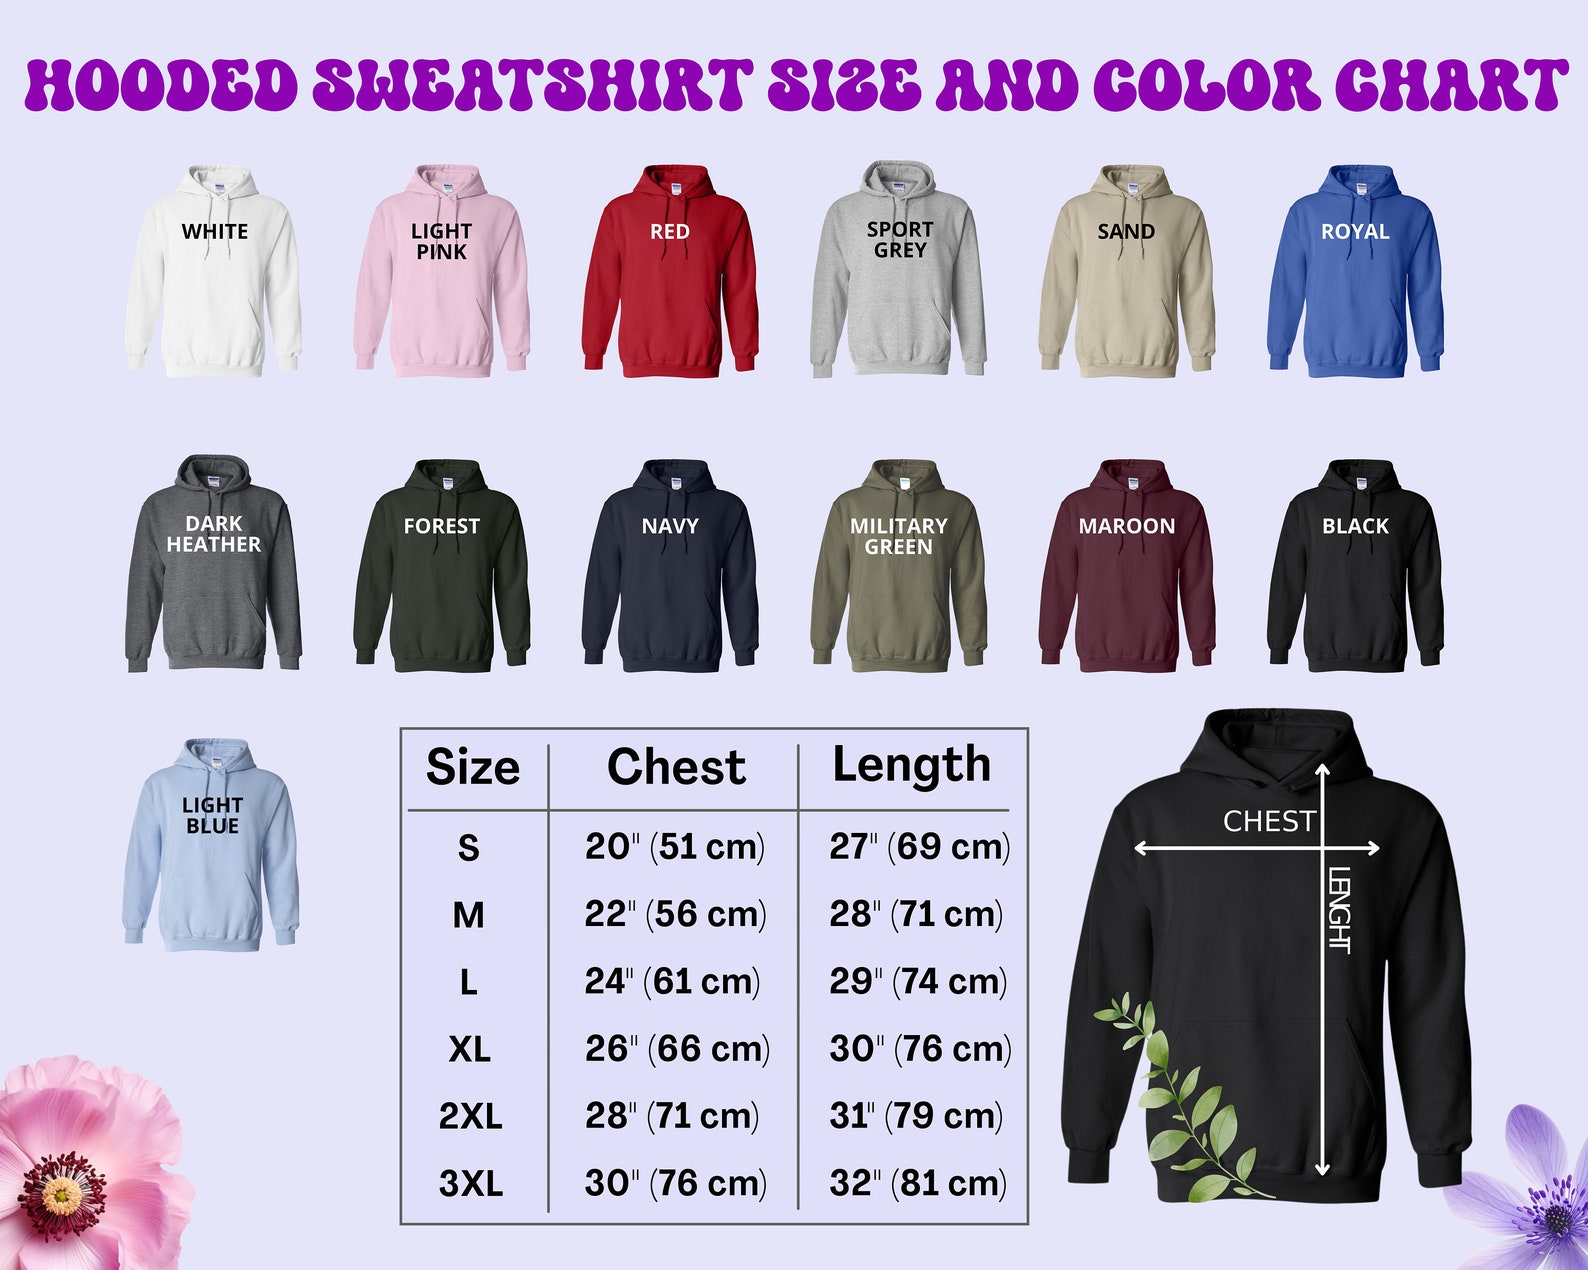 HOODED SWEATSHIRT SIZE AND COLOR CHART
WHITE
LIGHT
PINK
RED
SPORT
GREY
SAND
ROYAL
DARK
HEATHER
FOREST
NAVY
MILITARY
GREEN
MAROON
BLACK
LIGHT
BLUE
Size Chest Length
S 20" (51 cm) 27" (69 cm)
M 22" (56 cm) 28" (71 cm)
L 24" (61 cm) 29" (74 cm)
XL 26" (66 cm) 30" (76 cm)
2XL 28" (71 cm) 31" (79 cm)
3XL 30" (76 cm) 32" (81 cm)
CHEST
LENGHT